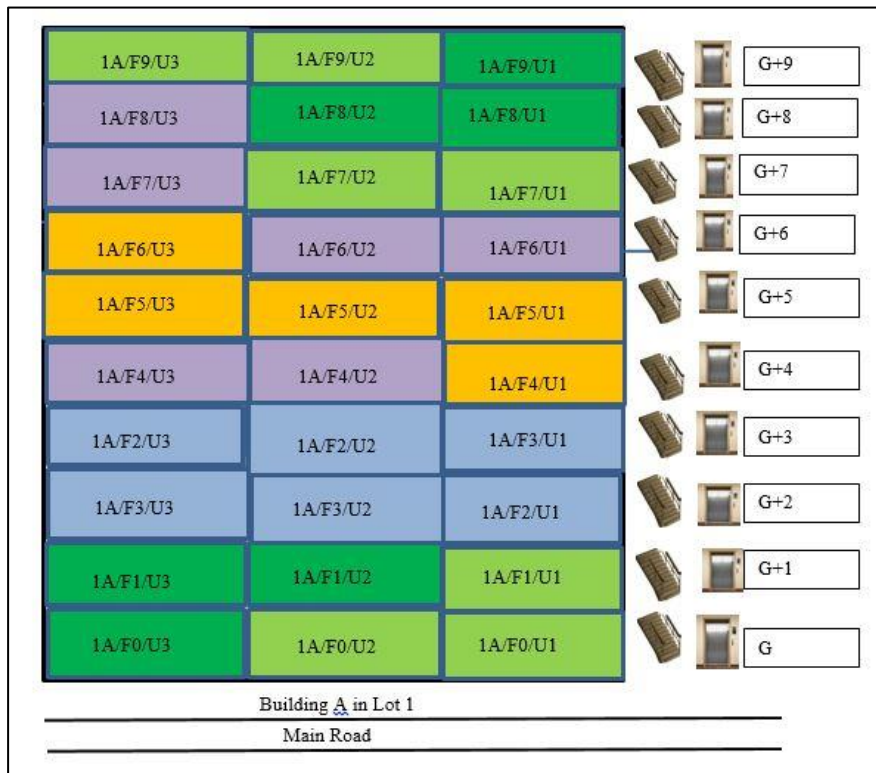 1A/F9/U3 1A/F9/U2 1A/F9/U1 G+9
1A/F8/U3 1A/F8/U2 1A/F8/U1 G+8
1A/F7/U3 1A/F7/U2 1A/F7/U1 G+7
1A/F6/U3 1A/F6/U2 1A/F6/U1 G+6
1A/F5/U3 1A/F5/U2 1A/F5/U1 G+5
1A/F4/U3 1A/F4/U2 1A/F4/U1 G+4
1A/F2/U3 1A/F2/U2 1A/F3/U1 G+3
1A/F3/U3 1A/F3/U2 1A/F2/U1 G+2
1A/F1/U3 1A/F1/U2 1A/F1/U1 G+1
1A/F0/U3 1A/F0/U2 1A/F0/U1 G
Building A in Lot 1
Main Road